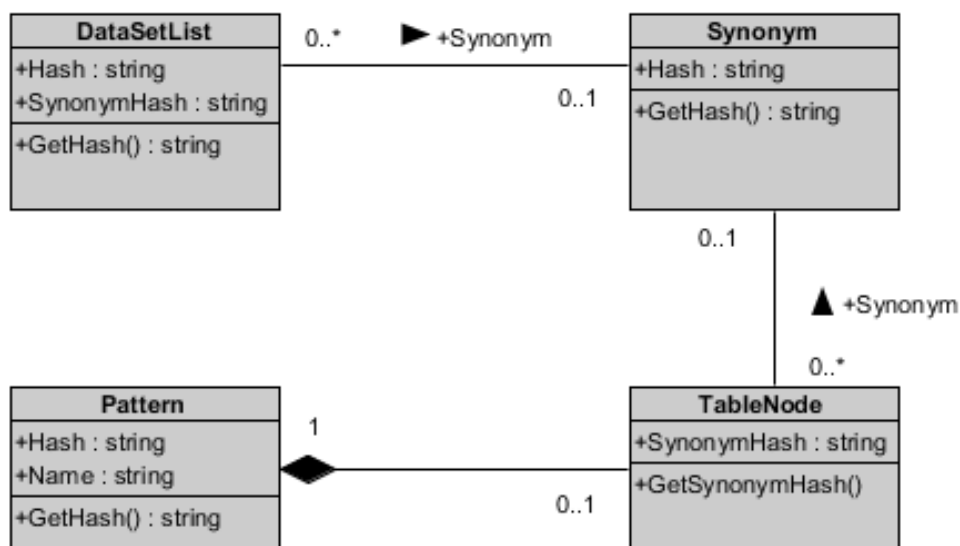 DataSetList
+Hash : string
+SynonymHash : string
+GetHash() : string
0..*
+Synonym
0..1
Synonym
+Hash : string
+GetHash() : string
0..1
+Synonym
0..*
Pattern
+Hash : string
+Name : string
+GetHash() : string
1
0..1
TableNode
+SynonymHash : string
+GetSynonymHash()